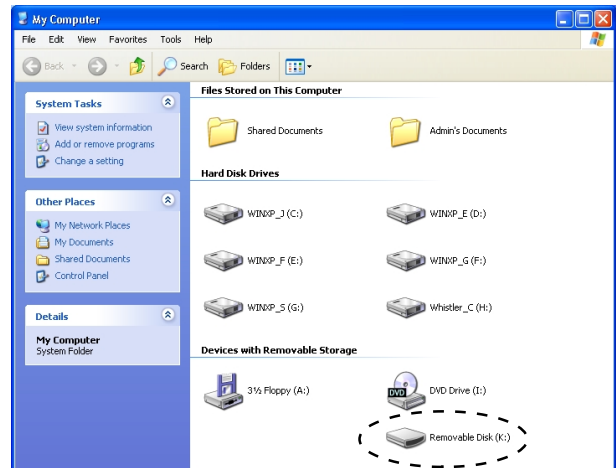 My Computer
File Edit View Favorites Tools Help
Back Search Folders
System Tasks
View system information
Add or remove programs
Change a setting
Other Places
My Network Places
My Documents
Shared Documents
Control Panel
Details
My Computer
System Folder
Files Stored on This Computer
Shared Documents Admin's Documents
Hard Disk Drives
WINXP_J (C:) WINXP_E (D:)
WINXP_F (E:) WINXP_G (F:)
WINXP_S (G:) Whistler_C (H:)
Devices with Removable Storage
3½ Floppy (A:) DVD Drive (I:)
DVD
Removable Disk (K:)